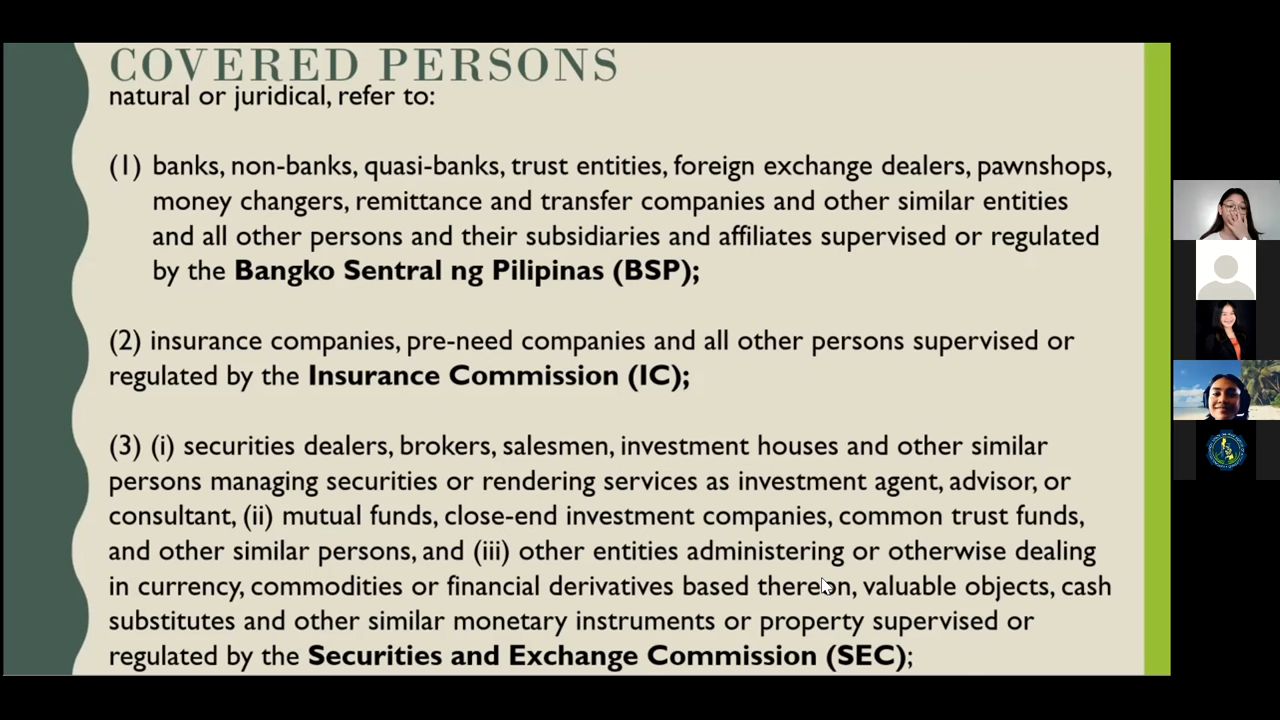 COVERED PERSONS
natural or juridical, refer to:
(1) banks, non-banks, quasi-banks, trust entities, foreign exchange dealers, pawnshops,
money changers, remittance and transfer companies and other similar entities
and all other persons and their subsidiaries and affiliates supervised or regulated
by the Bangko Sentral ng Pilipinas (BSP);
(2) insurance companies, pre-need companies and all other persons supervised or
regulated by the Insurance Commission (IC);
(3) (i) securities dealers, brokers, salesmen, investment houses and other similar
persons managing securities or rendering services as investment agent, advisor, or
consultant, (ii) mutual funds, close-end investment companies, common trust funds,
and other similar persons, and (iii) other entities administering or otherwise dealing
in currency, commodities or financial derivatives based thereon, valuable objects, cash
substitutes and other similar monetary instruments or property supervised or
regulated by the Securities and Exchange Commission (SEC);